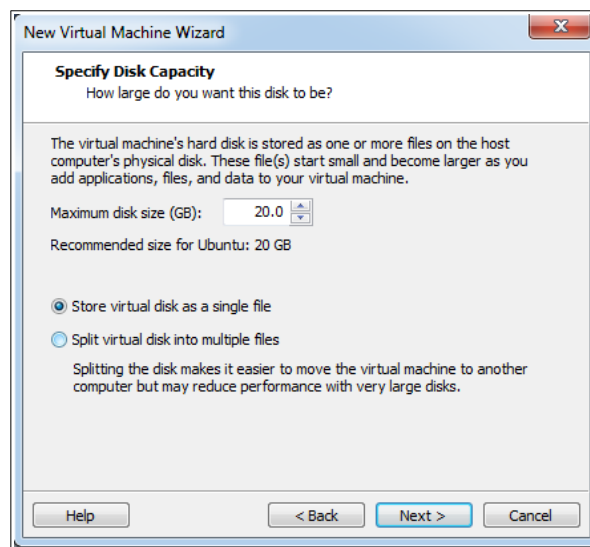 New Virtual Machine Wizard
Specify Disk Capacity
How large do you want this disk to be?
The virtual machine's hard disk is stored as one or more files on the host
computer's physical disk. These file(s) start small and become larger as you
add applications, files, and data to your virtual machine.
Maximum disk size (GB): 20.0
Recommended size for Ubuntu: 20 GB
Store virtual disk as a single file
Split virtual disk into multiple files
Splitting the disk makes it easier to move the virtual machine to another
computer but may reduce performance with very large disks.
Help < Back Next > Cancel